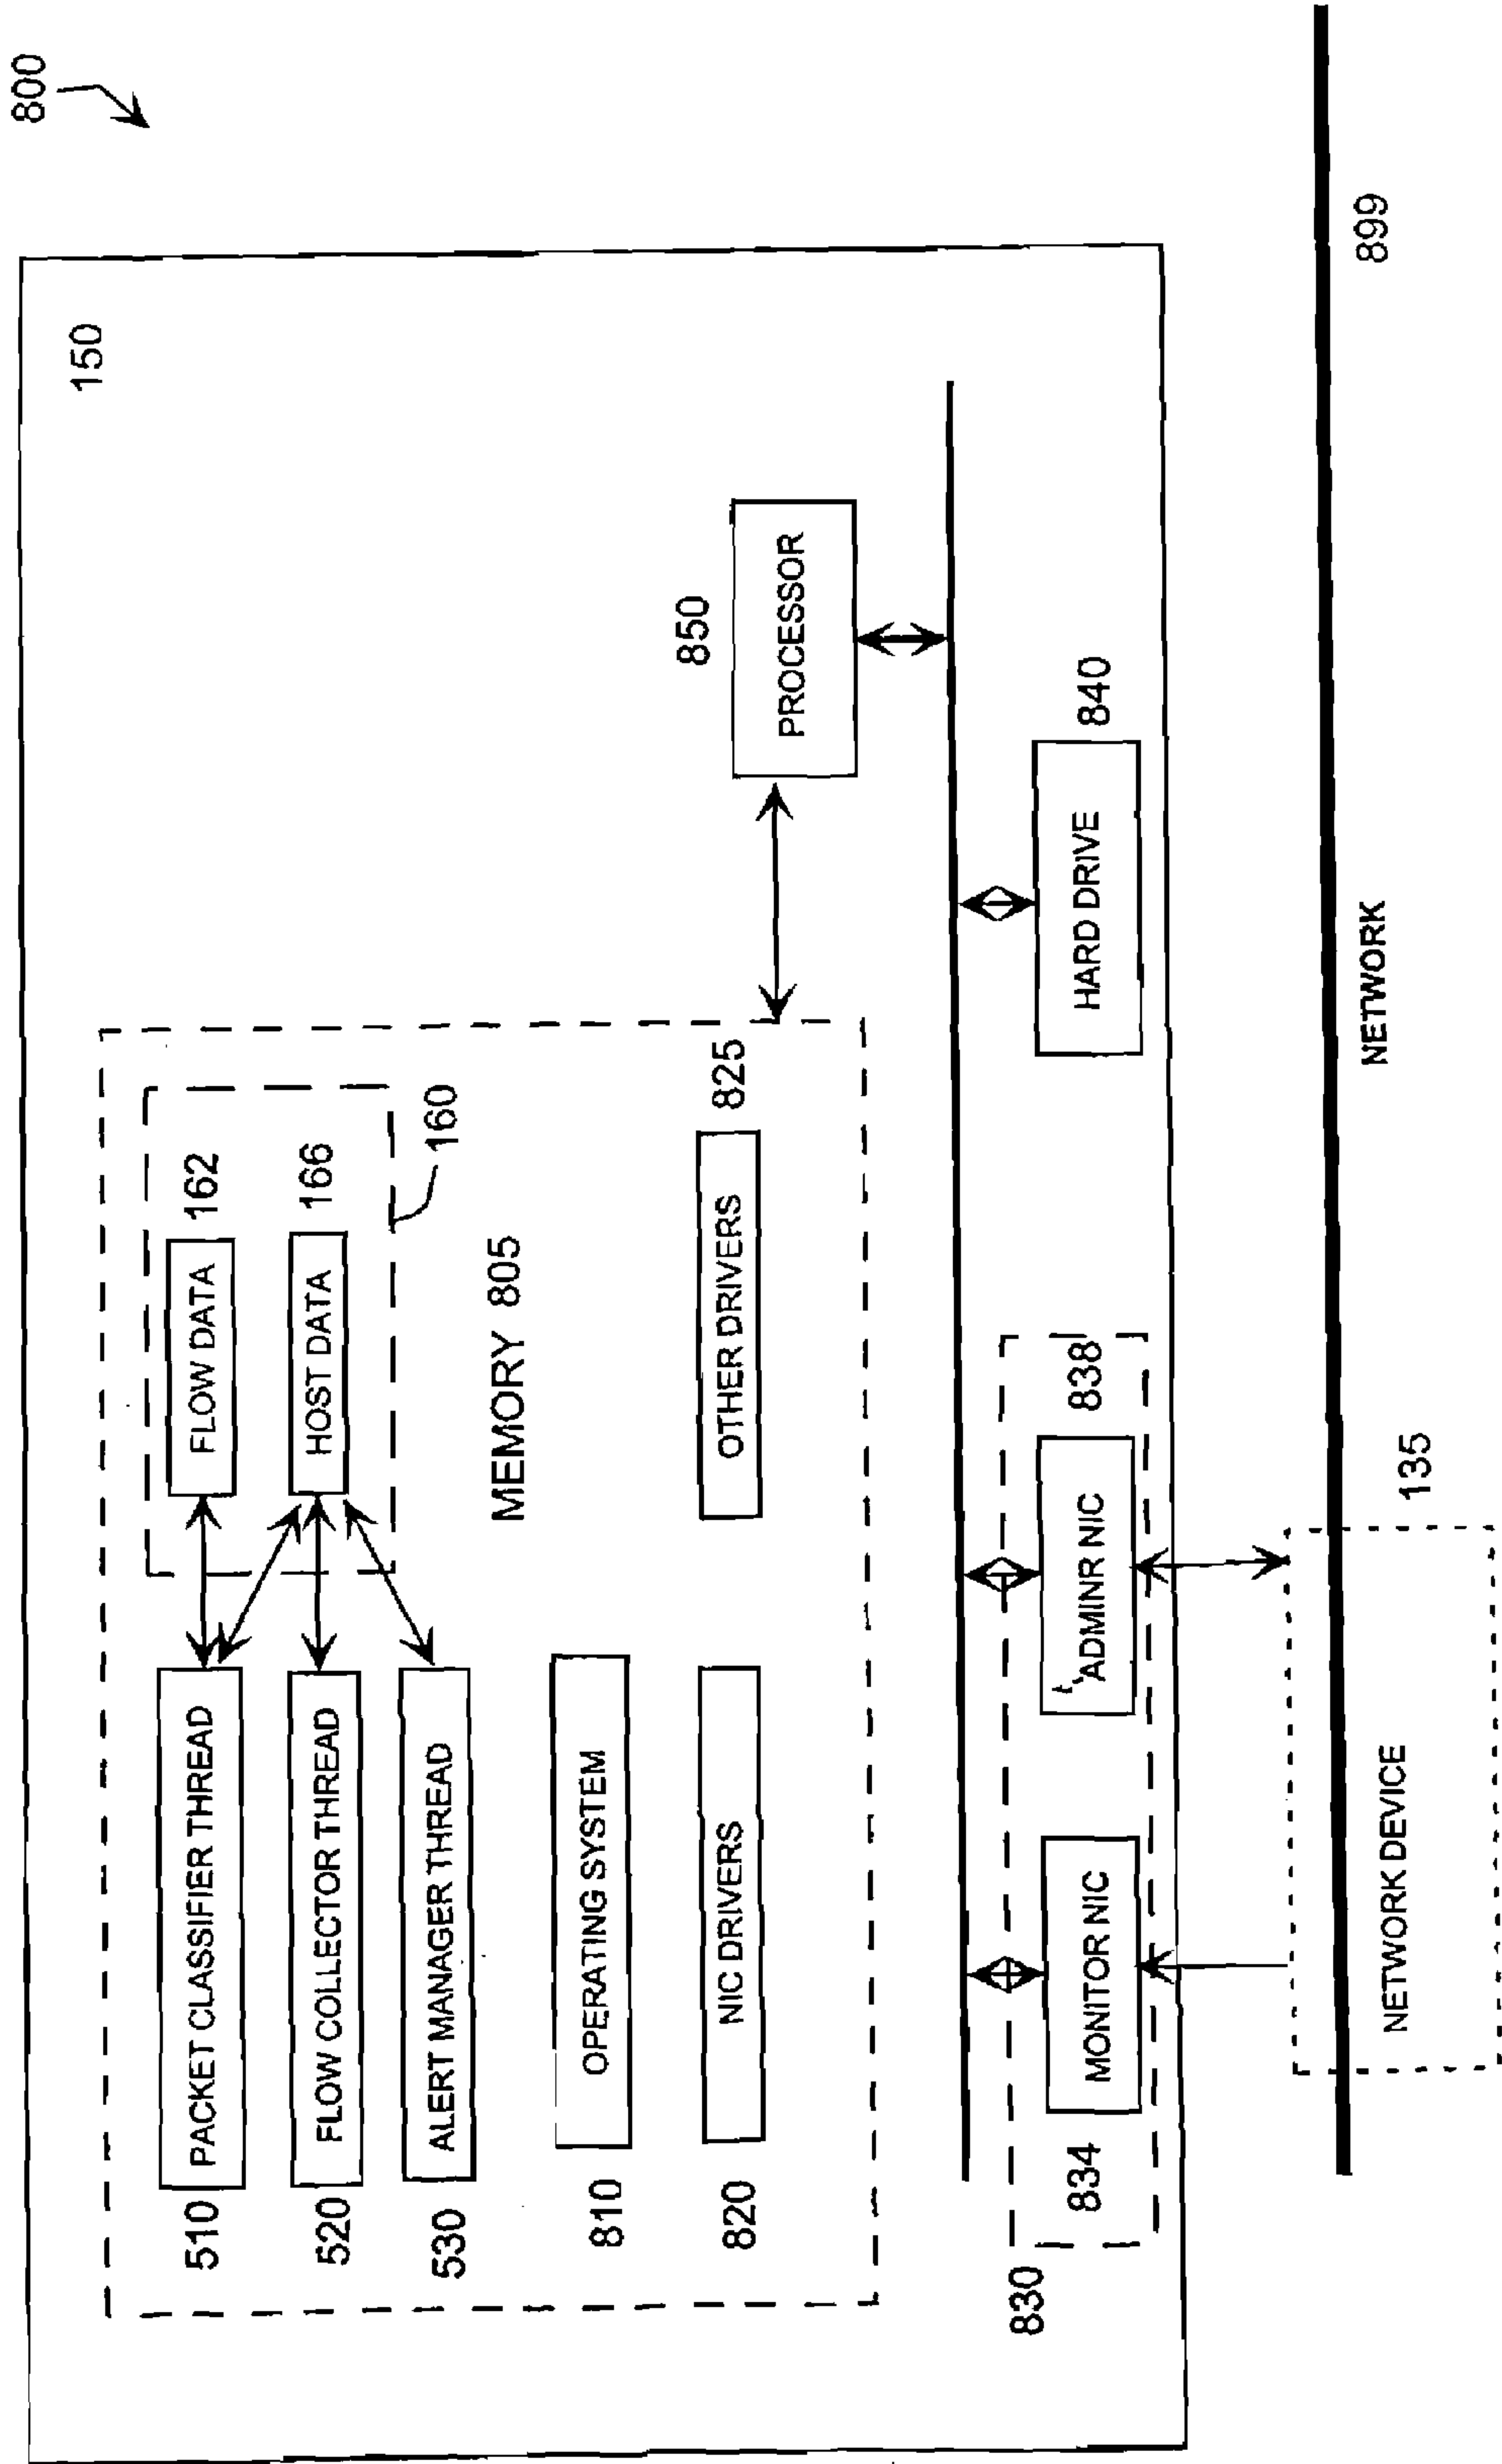 800
150
510
PACKET CLASSIFIER THREAD
FLOW DATA
162
520
FLOW COLLECTOR THREAD
HOST DATA
166
530
ALERT MANAGER THREAD
160
MEMORY 805
810
OPERATING SYSTEM
820
NIC DRIVERS
OTHER DRIVERS
825
850
PROCESSOR
830
834
MONITOR NIC
ADMINR NIC
838
HARD DRIVE
840
NETWORK DEVICE
135
NETWORK
899